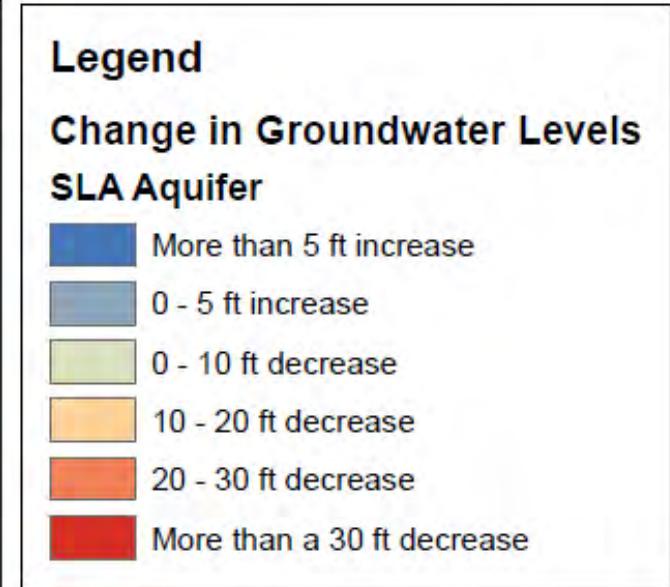 Legend
Change in Groundwater Levels
SLA Aquifer
More than 5 ft increase
0 - 5 ft increase
0 - 10 ft decrease
10 - 20 ft decrease
20 - 30 ft decrease
More than a 30 ft decrease